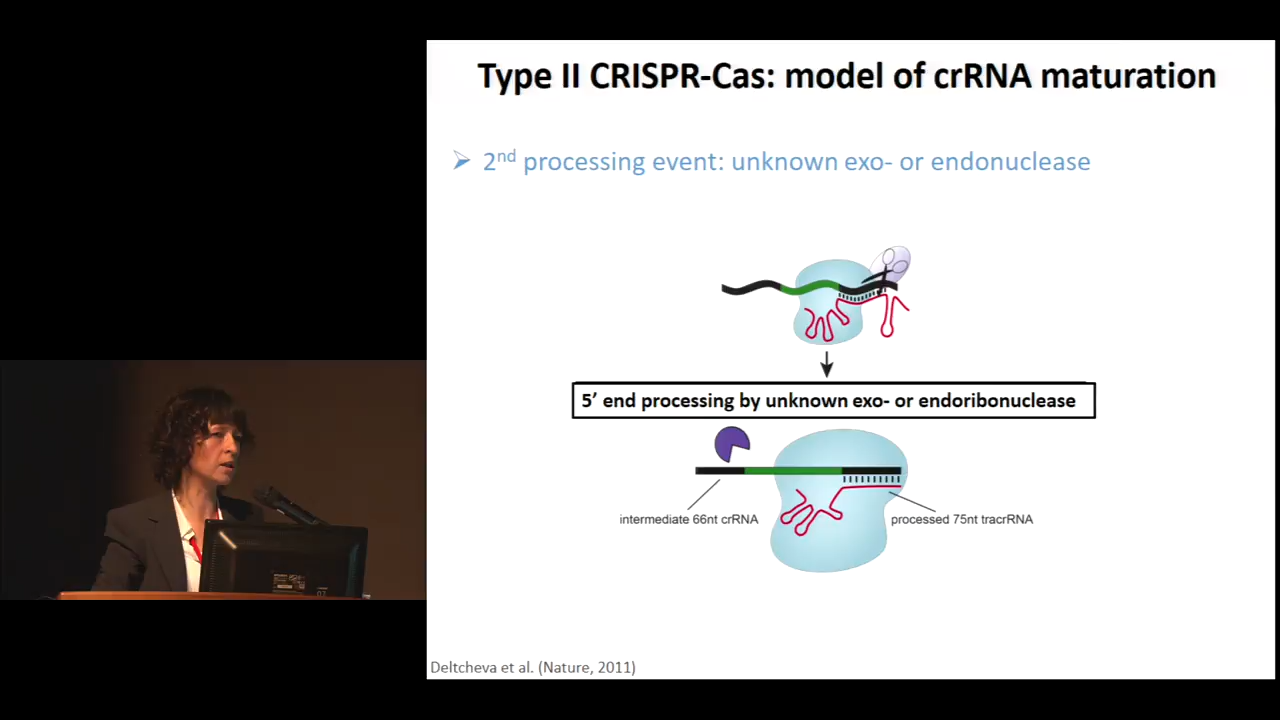 Type II CRISPR-Cas: model of crRNA maturation
2nd processing event: unknown exo- or endonuclease
5’ end processing by unknown exo- or endoribonuclease
intermediate 66nt crRNA
processed 75nt tracrRNA
Deltcheva et al. (Nature, 2011)